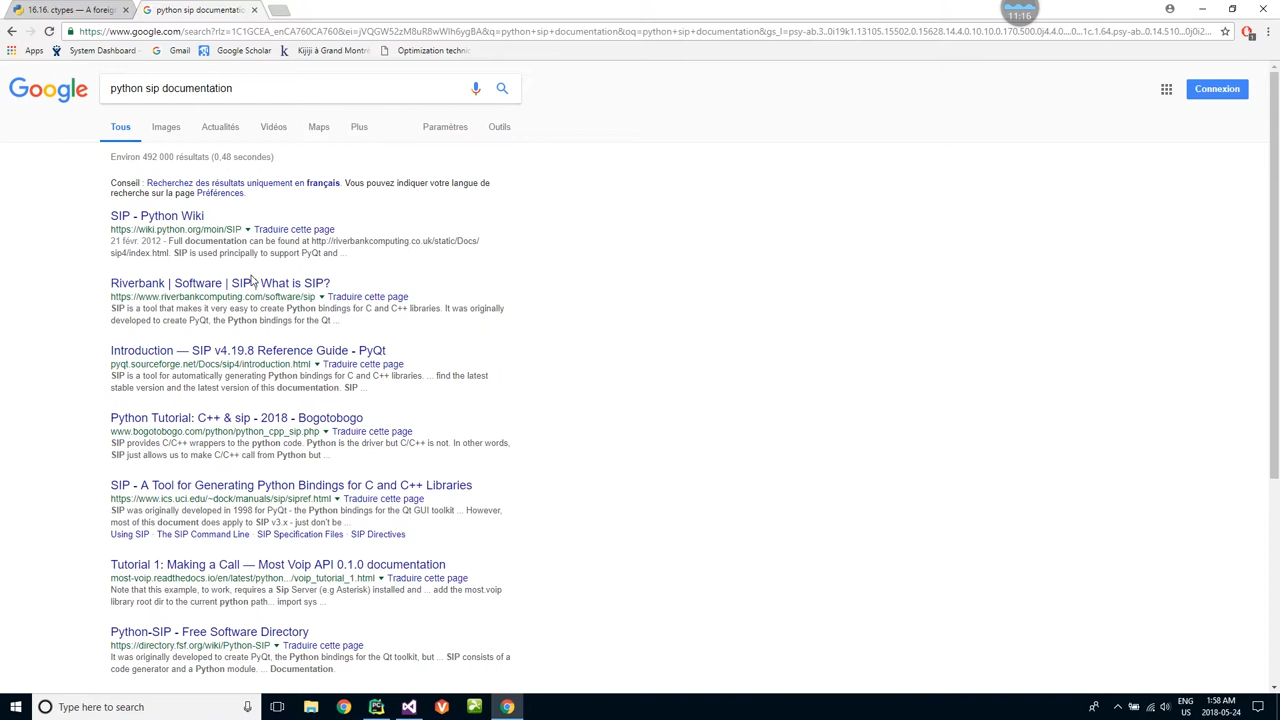 16.16. ctypes — A foreig
python sip documentation
11:16
https://www.google.com/search?rlz=1C1GCEA_enCA760CA760&ei=jVQGW52zM8uR8wWlh6ygBA&q=python+sip+documentation&oq=python+sip+documentation&gs_l=psy-ab.3..0i19k1.13105.15502.0.15628.14.4.0.10.10.0.170.500.0j4.4.0....0...1c.1.64.psy-ab..0.14.510...0j0i2...
Apps System Dashboard Gmail Google Scholar Kijiji à Grand Montré Optimization technic
Google python sip documentation Connexion
Tous Images Actualités Vidéos Maps Plus Paramètres Outils
Environ 492 000 résultats (0,48 secondes)
Conseil : Recherchez des résultats uniquement en français. Vous pouvez indiquer votre langue de
recherche sur la page Préférences.
SIP - Python Wiki
https://wiki.python.org/moin/SIP Traduire cette page
21 févr. 2012 - Full documentation can be found at http://riverbankcomputing.co.uk/static/Docs/
sip4/index.html. SIP is used principally to support PyQt and ...
Riverbank | Software | SIP | What is SIP?
https://www.riverbankcomputing.com/software/sip Traduire cette page
SIP is a tool that makes it very easy to create Python bindings for C and C++ libraries. It was originally
developed to create PyQt, the Python bindings for the Qt ...
Introduction — SIP v4.19.8 Reference Guide - PyQt
pyqt.sourceforge.net/Docs/sip4/introduction.html Traduire cette page
SIP is a tool for automatically generating Python bindings for C and C++ libraries. ... find the latest
stable version and the latest version of this documentation. SIP ...
Python Tutorial: C++ & sip - 2018 - Bogotobogo
www.bogotobogo.com/python/python_cpp_sip.php Traduire cette page
SIP provides C/C++ wrappers to the python code. Python is the driver but C/C++ is not. In other words,
SIP just allows us to make C/C++ call from Python but ...
SIP - A Tool for Generating Python Bindings for C and C++ Libraries
https://www.ics.uci.edu/~dock/manuals/sip/sipref.html Traduire cette page
SIP was originally developed in 1998 for PyQt - the Python bindings for the Qt GUI toolkit ... However,
most of this document does apply to SIP v3.x - just don't be ...
Using SIP · The SIP Command Line · SIP Specification Files · SIP Directives
Tutorial 1: Making a Call — Most Voip API 0.1.0 documentation
most-voip.readthedocs.io/en/latest/python.../voip_tutorial_1.html Traduire cette page
Note that this example, to work, requires a Sip Server (e.g Asterisk) installed and ... add the most.voip
library root dir to the current python path... import sys ...
Python-SIP - Free Software Directory
https://directory.fsf.org/wiki/Python-SIP Traduire cette page
It was originally developed to create PyQt, the Python bindings for the Qt toolkit, but ... SIP consists of a
code generator and a Python module. ... Documentation.
Type here to search
ENG
US
1:58 AM
2018-05-24